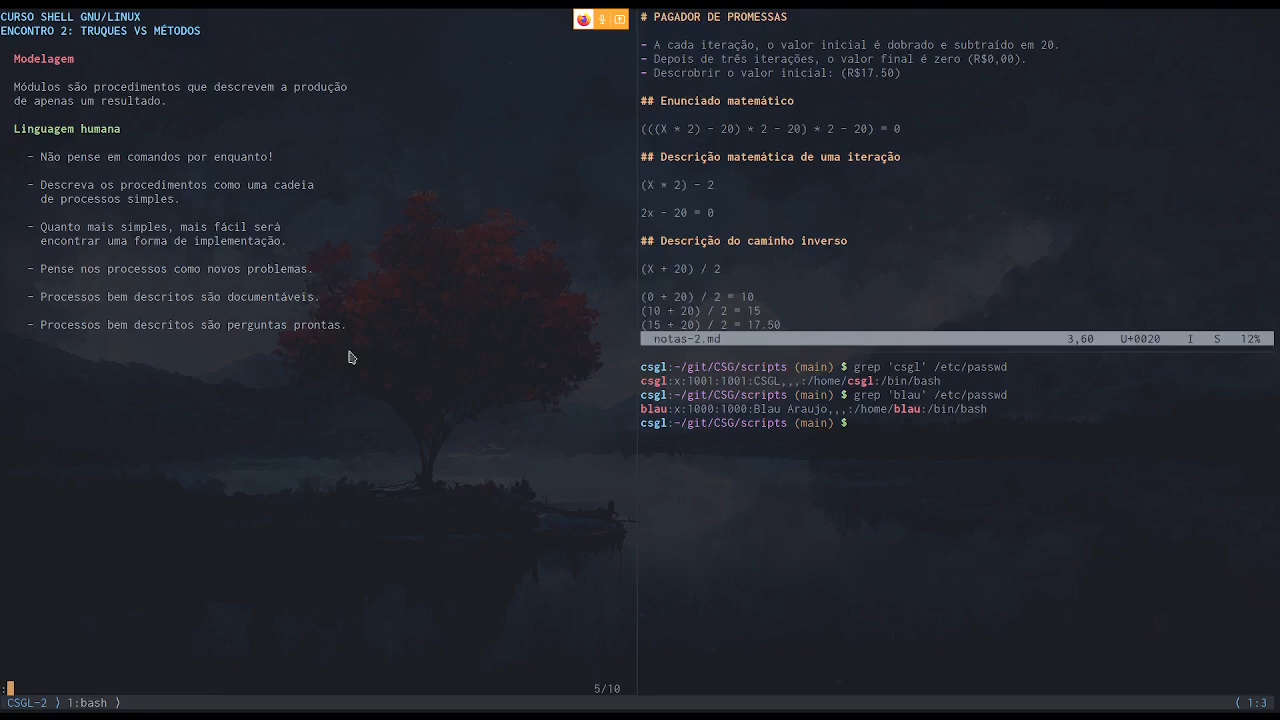 CURSO SHELL GNU/LINUX
ENCONTRO 2: TRUQUES VS MÉTODOS
Modelagem
Módulos são procedimentos que descrevem a produção
de apenas um resultado.
Linguagem humana
- Não pense em comandos por enquanto!
- Descreva os procedimentos como uma cadeia
de processos simples.
- Quanto mais simples, mais fácil será
encontrar uma forma de implementação.
- Pense nos processos como novos problemas.
- Processos bem descritos são documentáveis.
- Processos bem descritos são perguntas prontas.
:
5/10
# PAGADOR DE PROMESSAS
- A cada iteração, o valor inicial é dobrado e subtraído em 20.
- Depois de três iterações, o valor final é zero (R$0,00).
- Descrobrir o valor inicial: (R$17.50)
## Enunciado matemático
(((X * 2) - 20) * 2 - 20) * 2 - 20) = 0
## Descrição matemática de uma iteração
(X * 2) - 2
2x - 20 = 0
## Descrição do caminho inverso
(X + 20) / 2
(0 + 20) / 2 = 10
(10 + 20) / 2 = 15
(15 + 20) / 2 = 17.50
notas-2.md 3,60 U+0020 I S 12%
csgl:~/git/CSG/scripts (main) $ grep 'csgl' /etc/passwd
csgl:x:1001:1001:CSGL,,,:/home/csgl:/bin/bash
csgl:~/git/CSG/scripts (main) $ grep 'blau' /etc/passwd
blau:x:1000:1000:Blau Araujo,,,:/home/blau:/bin/bash
csgl:~/git/CSG/scripts (main) $
CSGL-2 ⟩ 1:bash ⟩ ⟨ 1:3